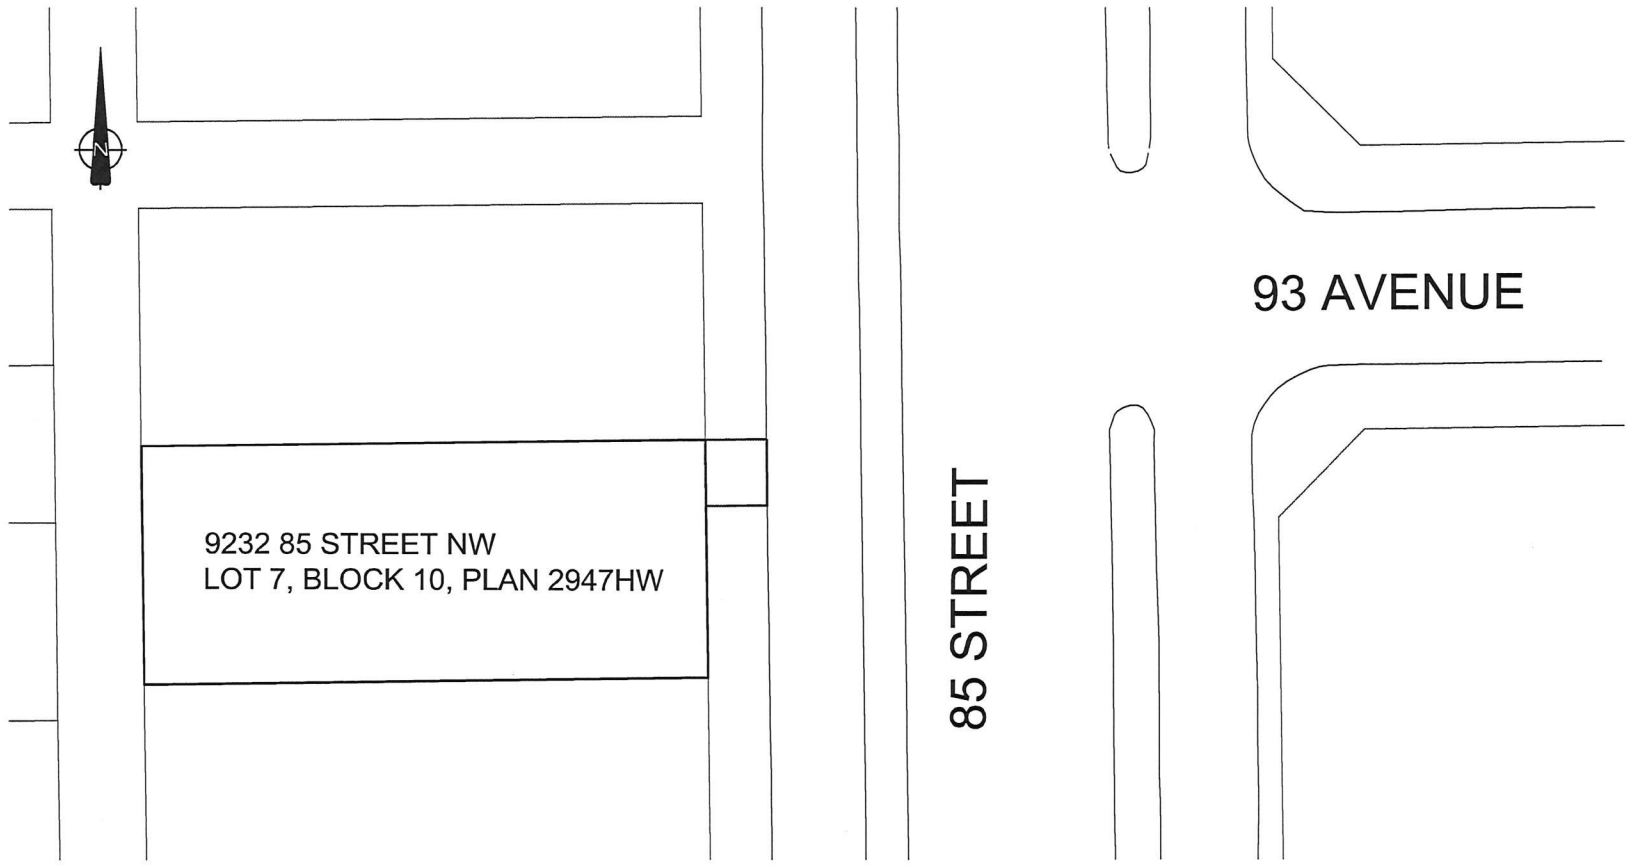 N
93 AVENUE
9232 85 STREET NW
LOT 7, BLOCK 10, PLAN 2947HW
85 STREET